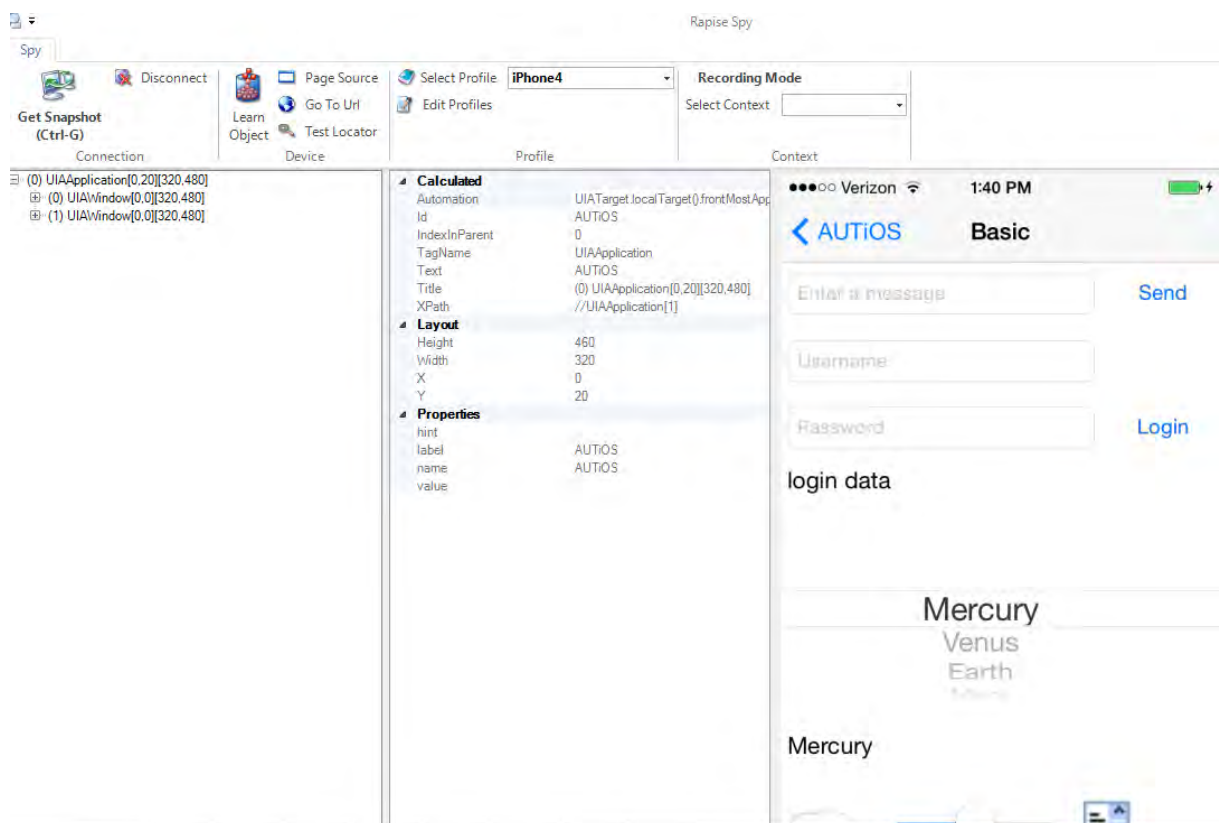 Rapise Spy
Spy
Get Snapshot
(Ctrl-G)
Disconnect
Connection
Learn
Object
Page Source
Go To Url
Test Locator
Device
Select Profile iPhone4
Edit Profiles
Profile
Recording Mode
Select Context
Context
(0) UIAApplication[0,20][320,480]
(0) UIAWindow[0,0][320,480]
(1) UIAWindow[0,0][320,480]
Calculated
Automation UIATarget.localTarget().frontMostApp
Id AUTiOS
IndexInParent 0
TagName UIAApplication
Text AUTiOS
Title (0) UIAApplication[0,20][320,480]
XPath //UIAApplication[1]
Layout
Height 460
Width 320
X 0
Y 20
Properties
hint
label AUTiOS
name AUTiOS
value
Verizon 1:40 PM
AUTiOS Basic
Enter a message Send
Username
Password Login
login data
Mercury
Venus
Earth
Mercury